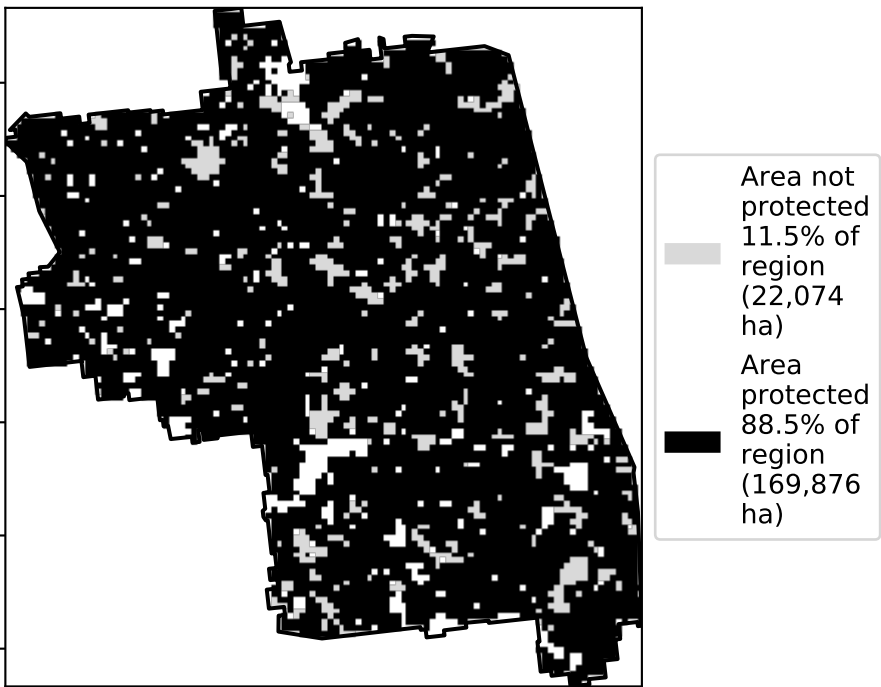 Area not
protected
11.5% of
region
(22,074
ha)
Area
protected
88.5% of
region
(169,876
ha)